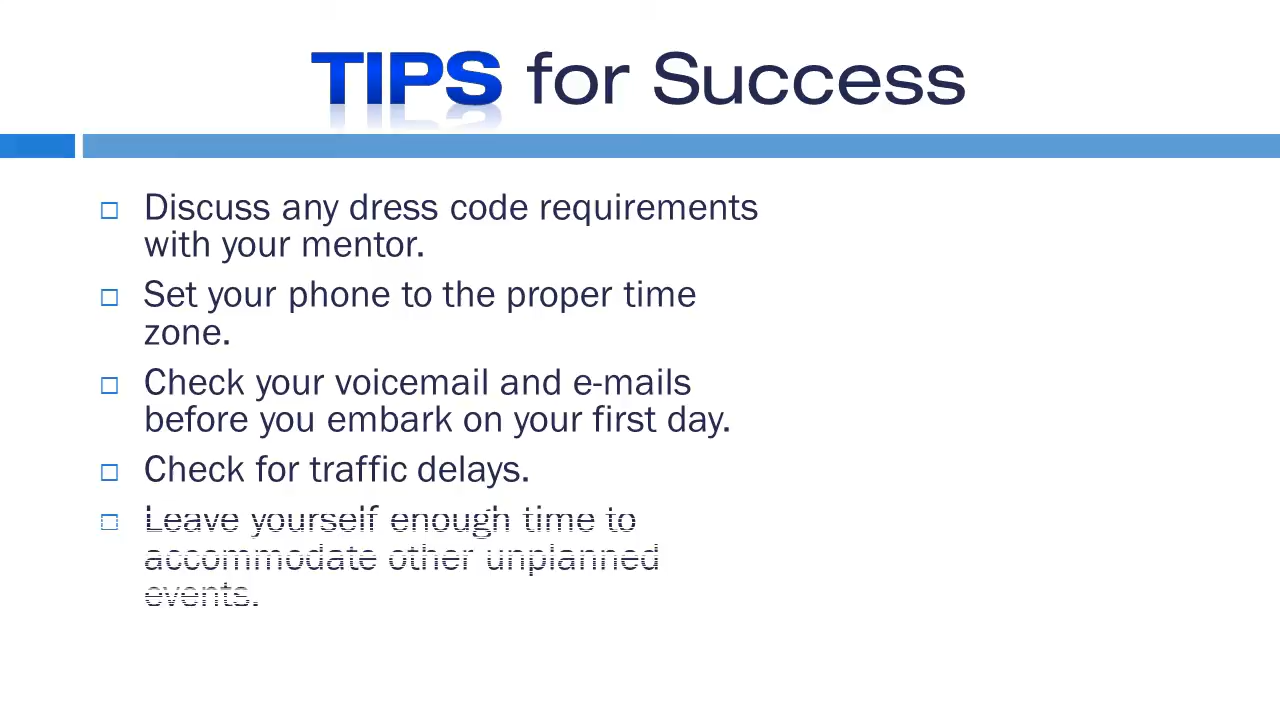 TIPS for Success
Discuss any dress code requirements
with your mentor.
Set your phone to the proper time
zone.
Check your voicemail and e-mails
before you embark on your first day.
Check for traffic delays.
Leave yourself enough time to
accommodate other unplanned
events.